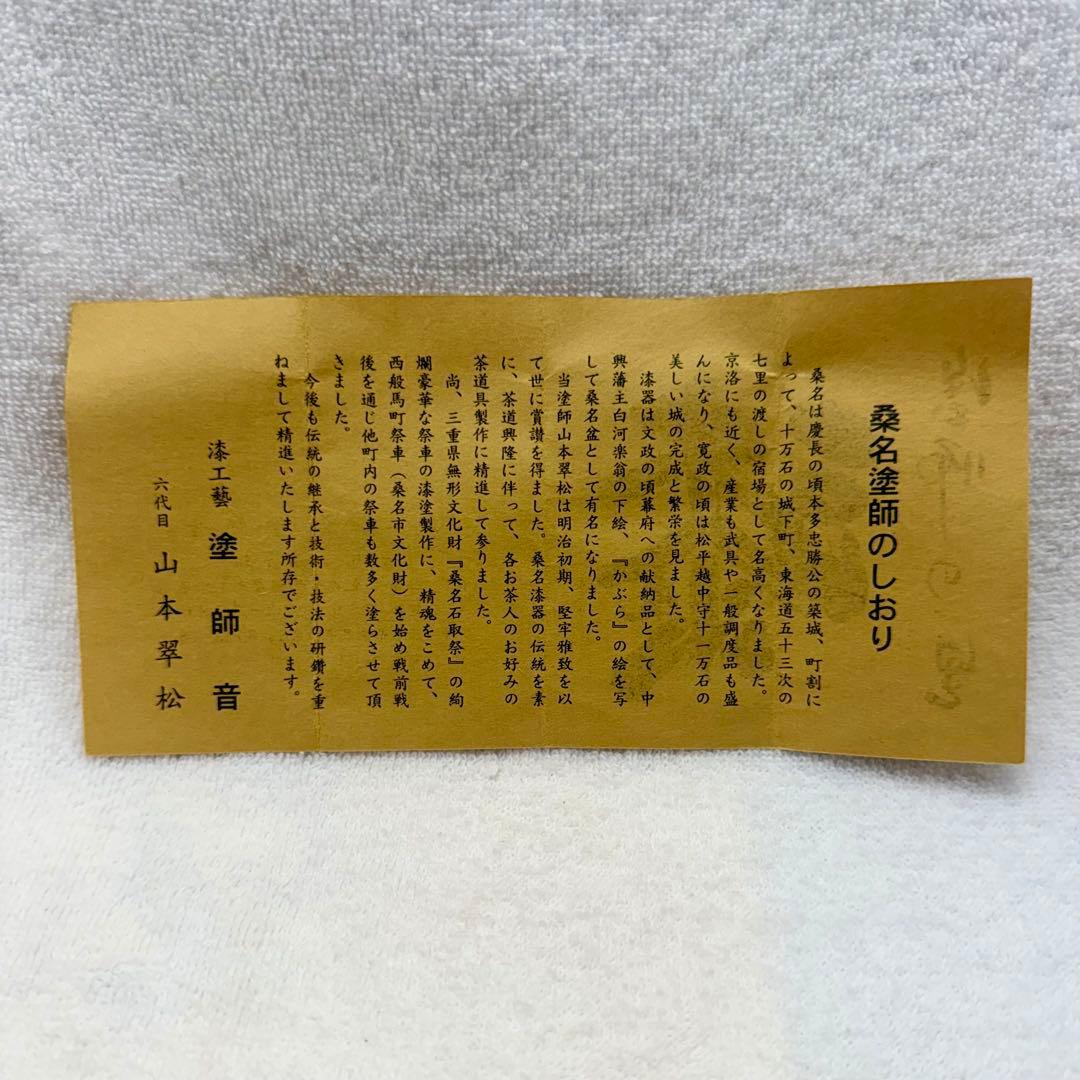 桑名塗師のしおり
桑名は慶長の頃本多忠勝公の築城、町割に
よって、十万石の城下町、東海道五十三次の
七里の渡しの宿場として名高くなりました。
京洛にも近く、産業も武具や一般調度品も盛
んになり、寛政の頃は松平越中守十一万石の
美しい城の完成と繁栄を見ました。
漆器は文政の頃幕府への献納品として、中
興藩主白河楽翁の下絵、『かぶら』の絵を写
して桑名盆として有名になりました。
当塗師山本翠松は明治初期、堅牢雅致を以
て世に賞讃を得ました。桑名漆器の伝統を素
に、茶道興隆に伴って、各お茶人のお好みの
茶道具製作に精進して参りました。
尚、三重県無形文化財『桑名石取祭』の絢
爛豪華な祭車の漆塗製作に、精魂をこめて、
西般馬町祭車（桑名市文化財）を始め戦前戦
後を通じ他町内の祭車も数多く塗らさせて頂
きました。
今後も伝統の継承と技術・技法の研鑽を重
ねまして精進いたします所存でございます。
漆工藝 塗師音
六代目 山本翠松